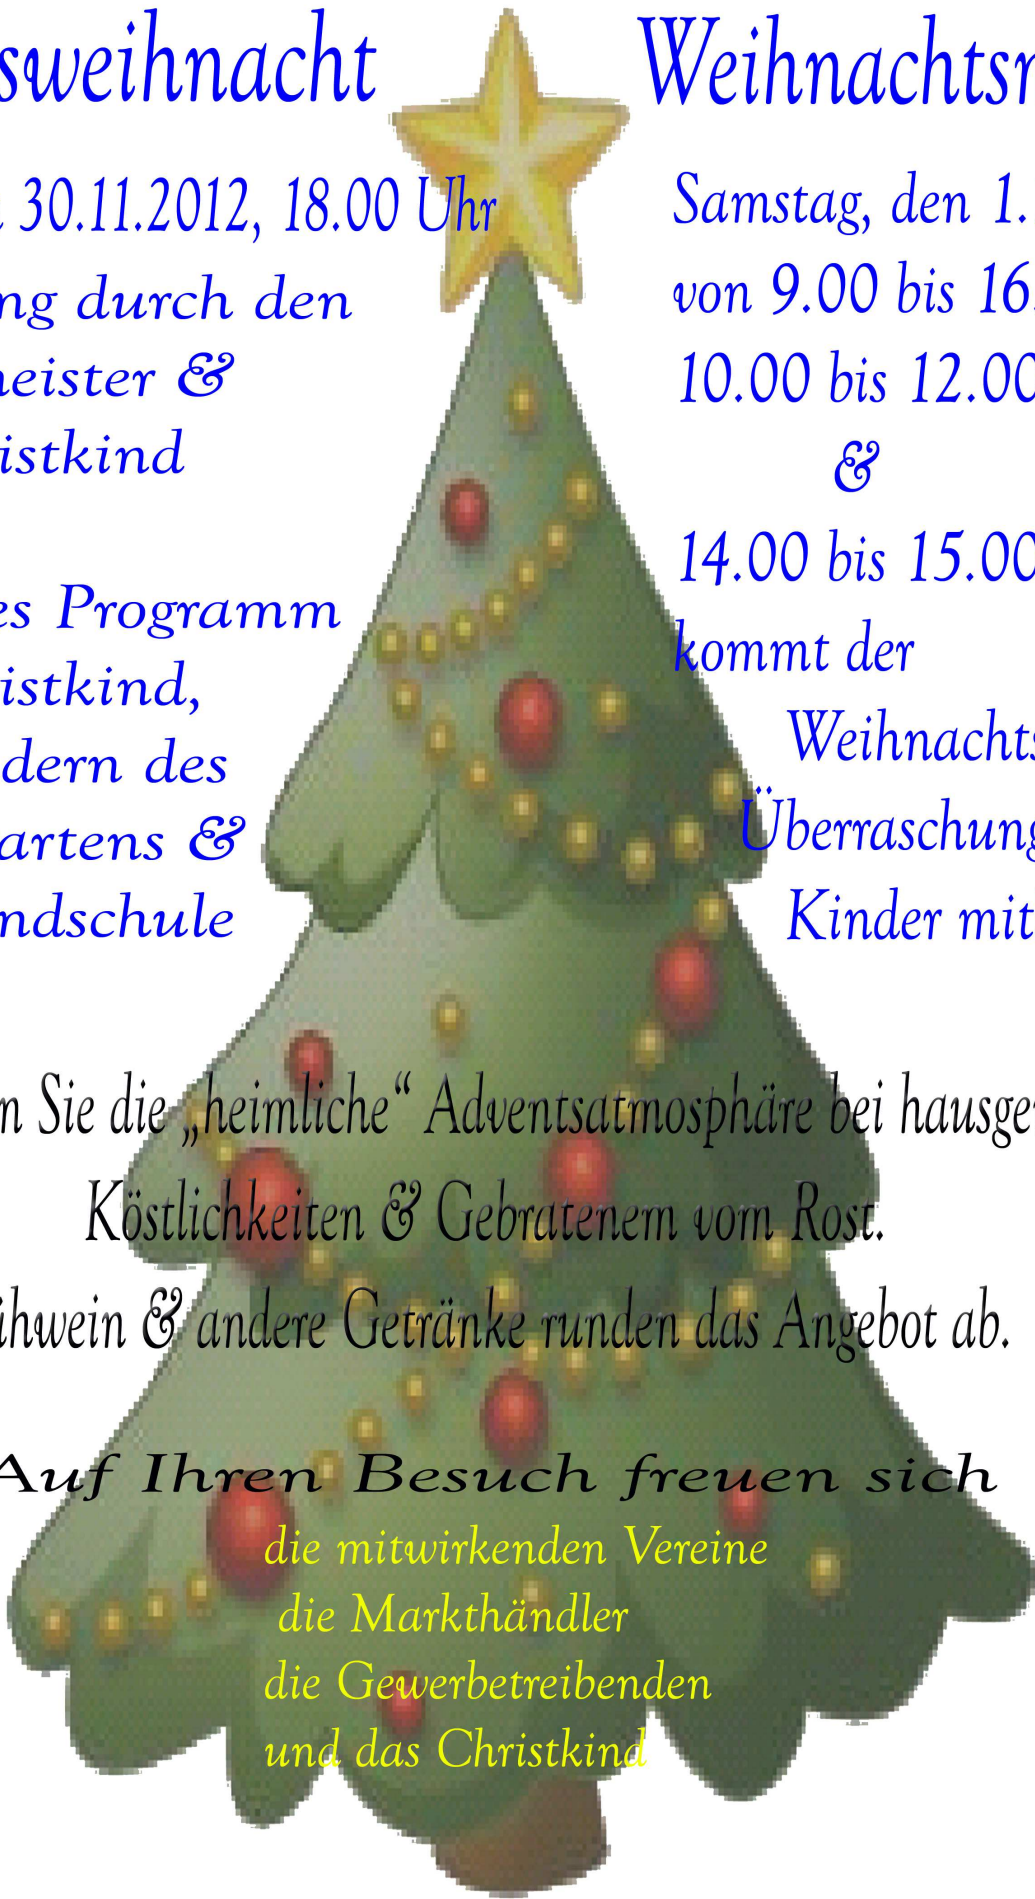 sweihnacht
30.11.2012, 18.00 Uhr
ng durch den
eister &
istkind
es Programm
istkind,
dern des
artens &
ndschule
Weihnachts
Samstag, den 1.
von 9.00 bis 16
10.00 bis 12.00
&
14.00 bis 15.00
kommt der
Weihnachts
Überraschung
Kinder mit
n Sie die „heimliche“ Adventsatmosphäre bei hausge
Köstlichkeiten & Gebratenem vom Rost.
ihwein & andere Getränke runden das Angebot ab.
Auf Ihren Besuch freuen sich
die mitwirkenden Vereine
die Markthändler
die Gewerbetreibenden
und das Christkind